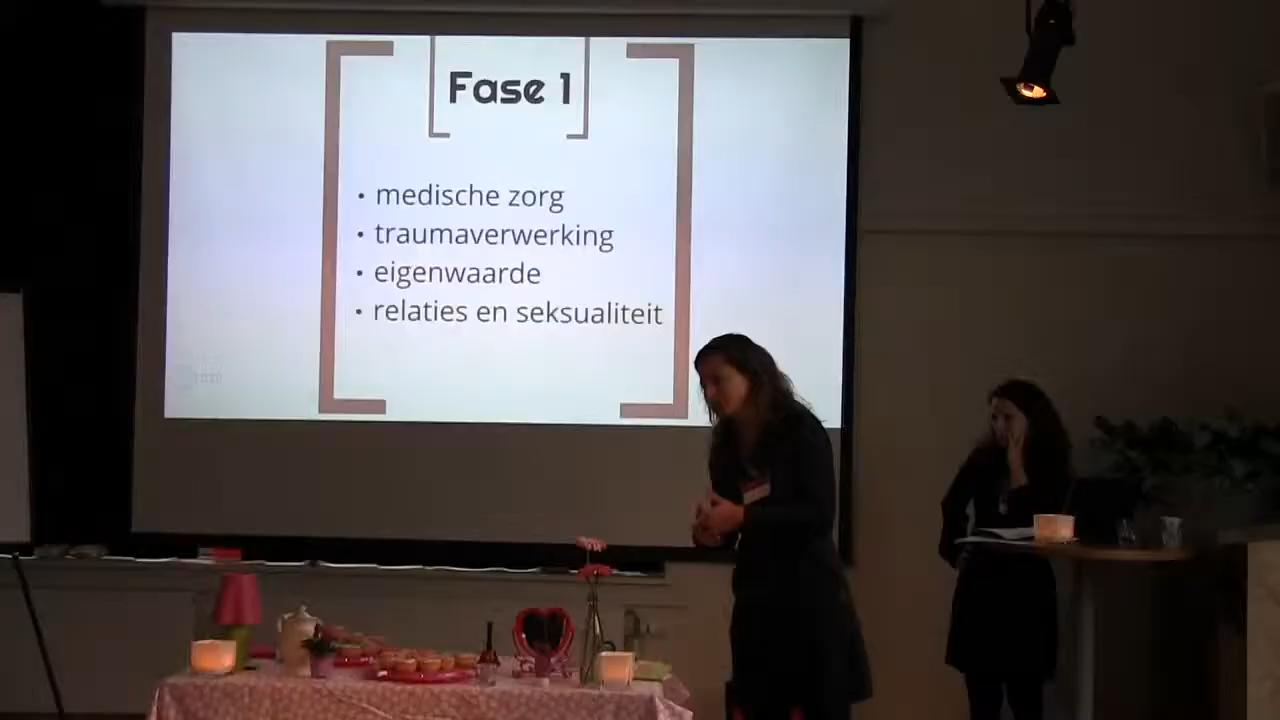 Fase 1
• medische zorg
• traumaverwerking
• eigenwaarde
• relaties en seksualiteit